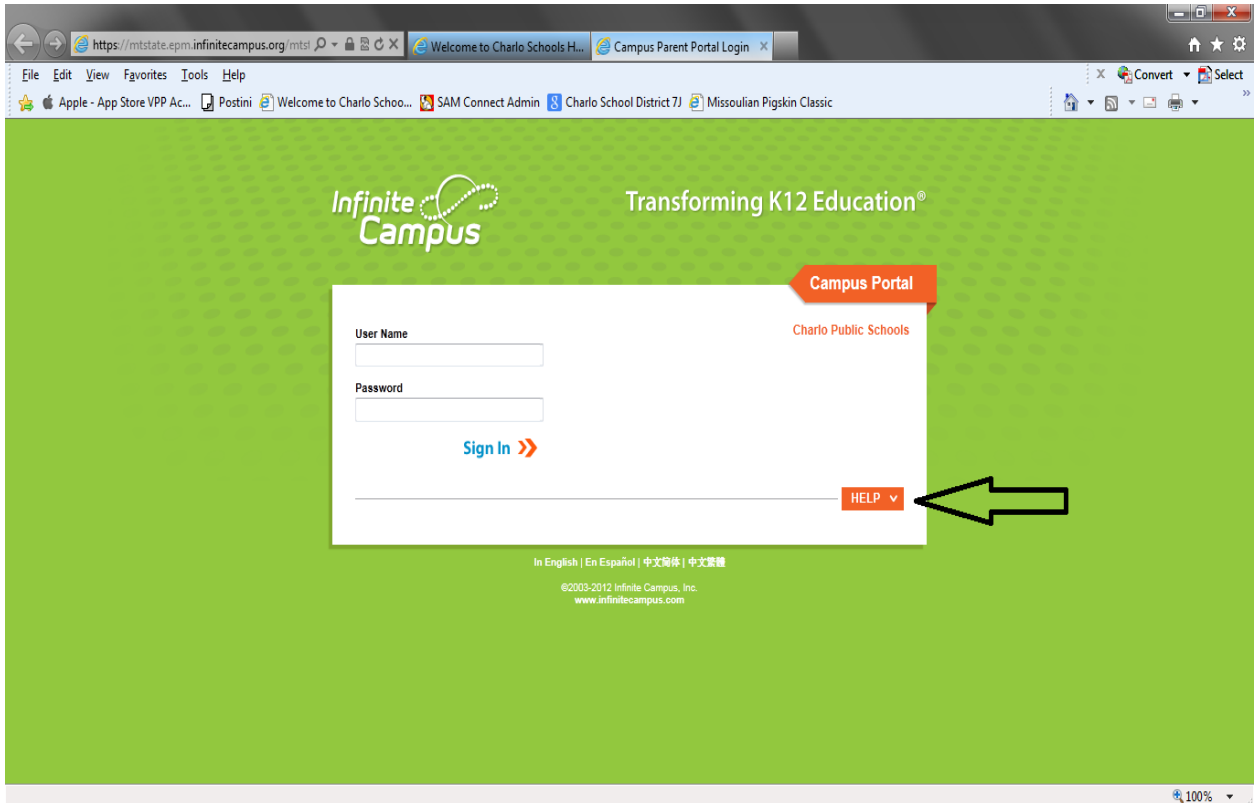 https://mtstate.epm.infinitecampus.org/mtst
Welcome to Charlo Schools H...
Campus Parent Portal Login
File Edit View Favorites Tools Help
Convert Select
Apple - App Store VPP Ac... Postini Welcome to Charlo Schoo... SAM Connect Admin Charlo School District 7J Missoulian Pigskin Classic
Infinite Campus
Transforming K12 Education®
Campus Portal
Charlo Public Schools
User Name
Password
Sign In
HELP
In English | En Español | 中文简体 | 中文繁體
©2003-2012 Infinite Campus, Inc.
www.infinitecampus.com
100%